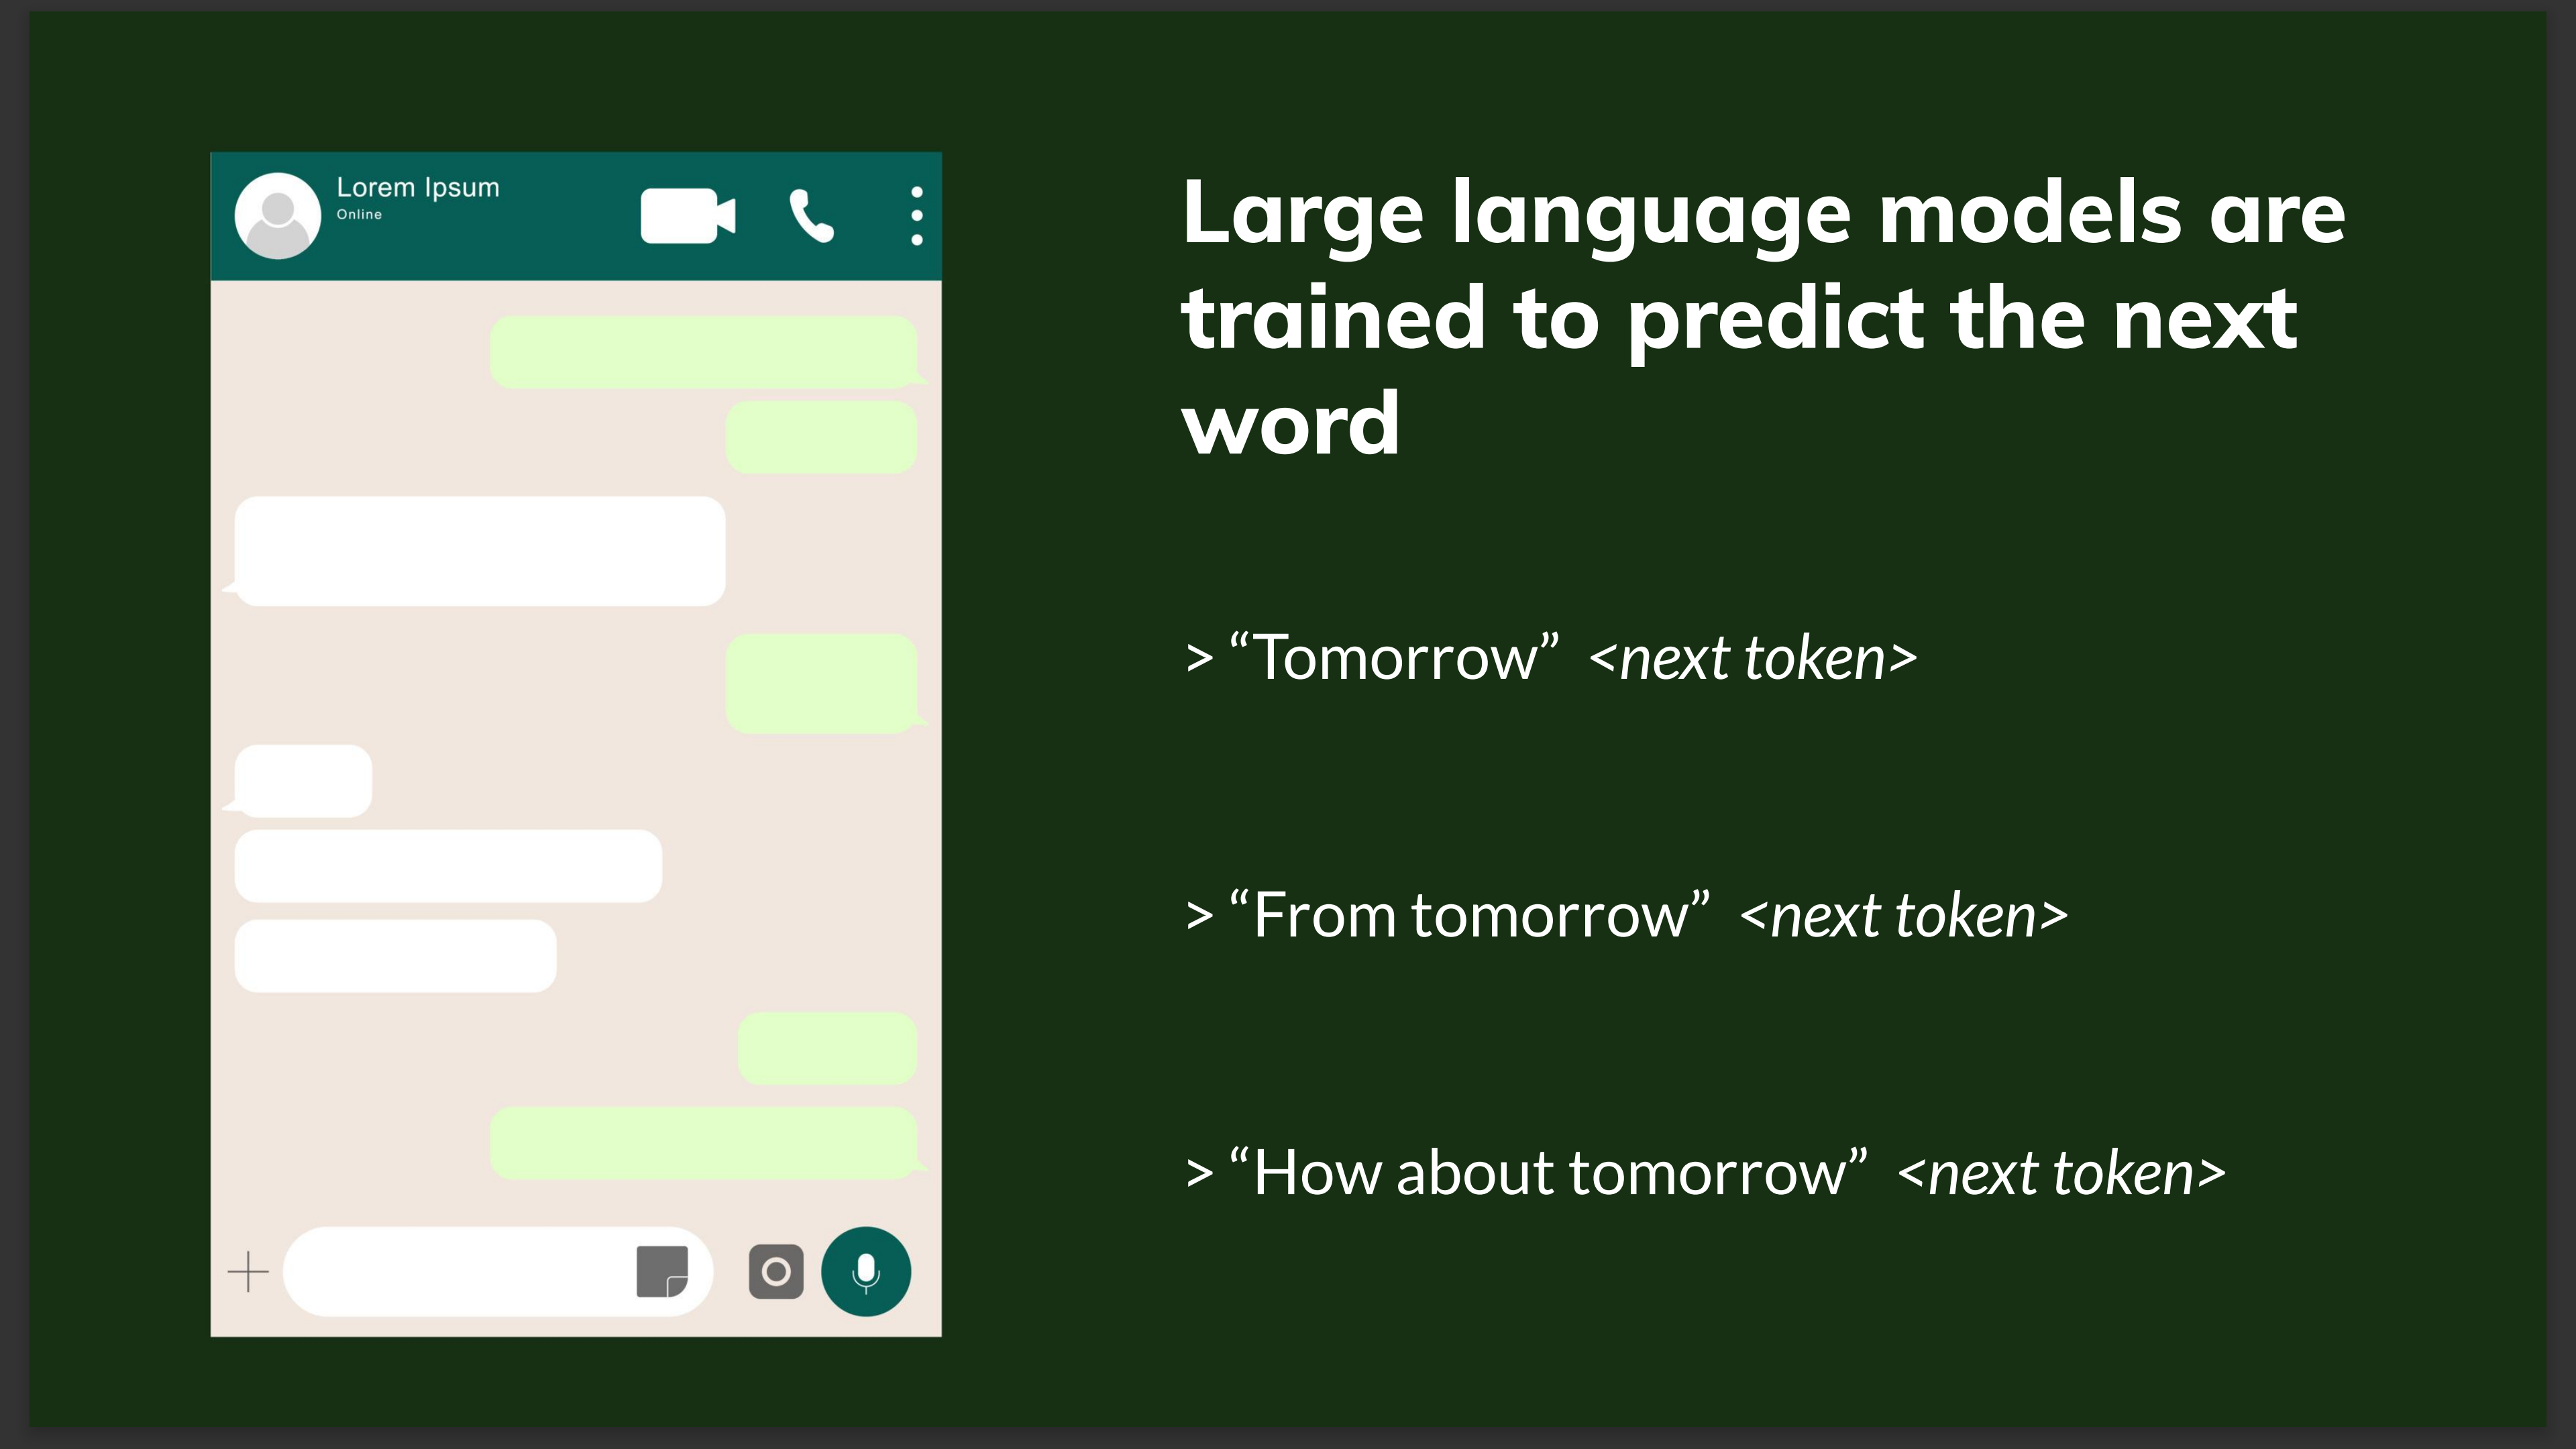 Lorem Ipsum
Online
Large language models are
trained to predict the next
word
> “Tomorrow” <next token>
> “From tomorrow” <next token>
> “How about tomorrow” <next token>